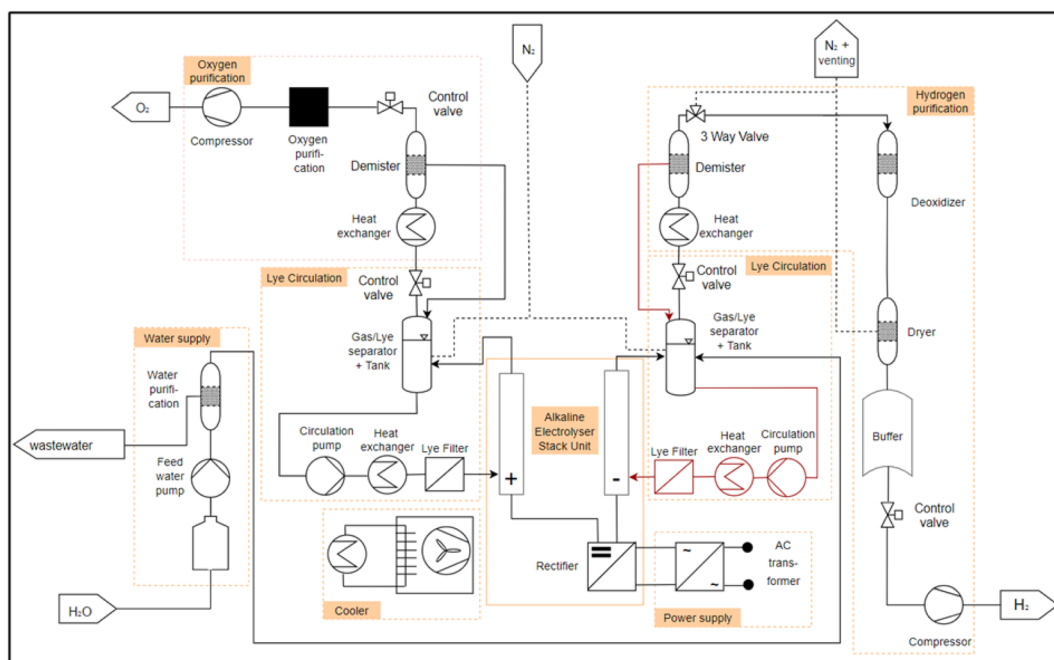 N₂
N₂ +
venting
Oxygen
purification
Hydrogen
purification
O₂
Compressor
Oxygen
purifi-
cation
Control
valve
Demister
Heat
exchanger
3 Way Valve
Demister
Heat
exchanger
Deoxidizer
Lye Circulation
Control
valve
Gas/Lye
separator
+ Tank
Control
valve
Lye Circulation
Gas/Lye
separator
+ Tank
Dryer
Water supply
Water
purifi-
cation
wastewater
Feed
water
pump
H₂O
Circulation
pump
Heat
exchanger
Lye Filter
+
Alkaline
Electrolyser
Stack Unit
-
Lye Filter
Heat
exchanger
Circulation
pump
Buffer
Control
valve
Cooler
Rectifier
=
~
~
AC
trans-
former
Power supply
Compressor
H₂